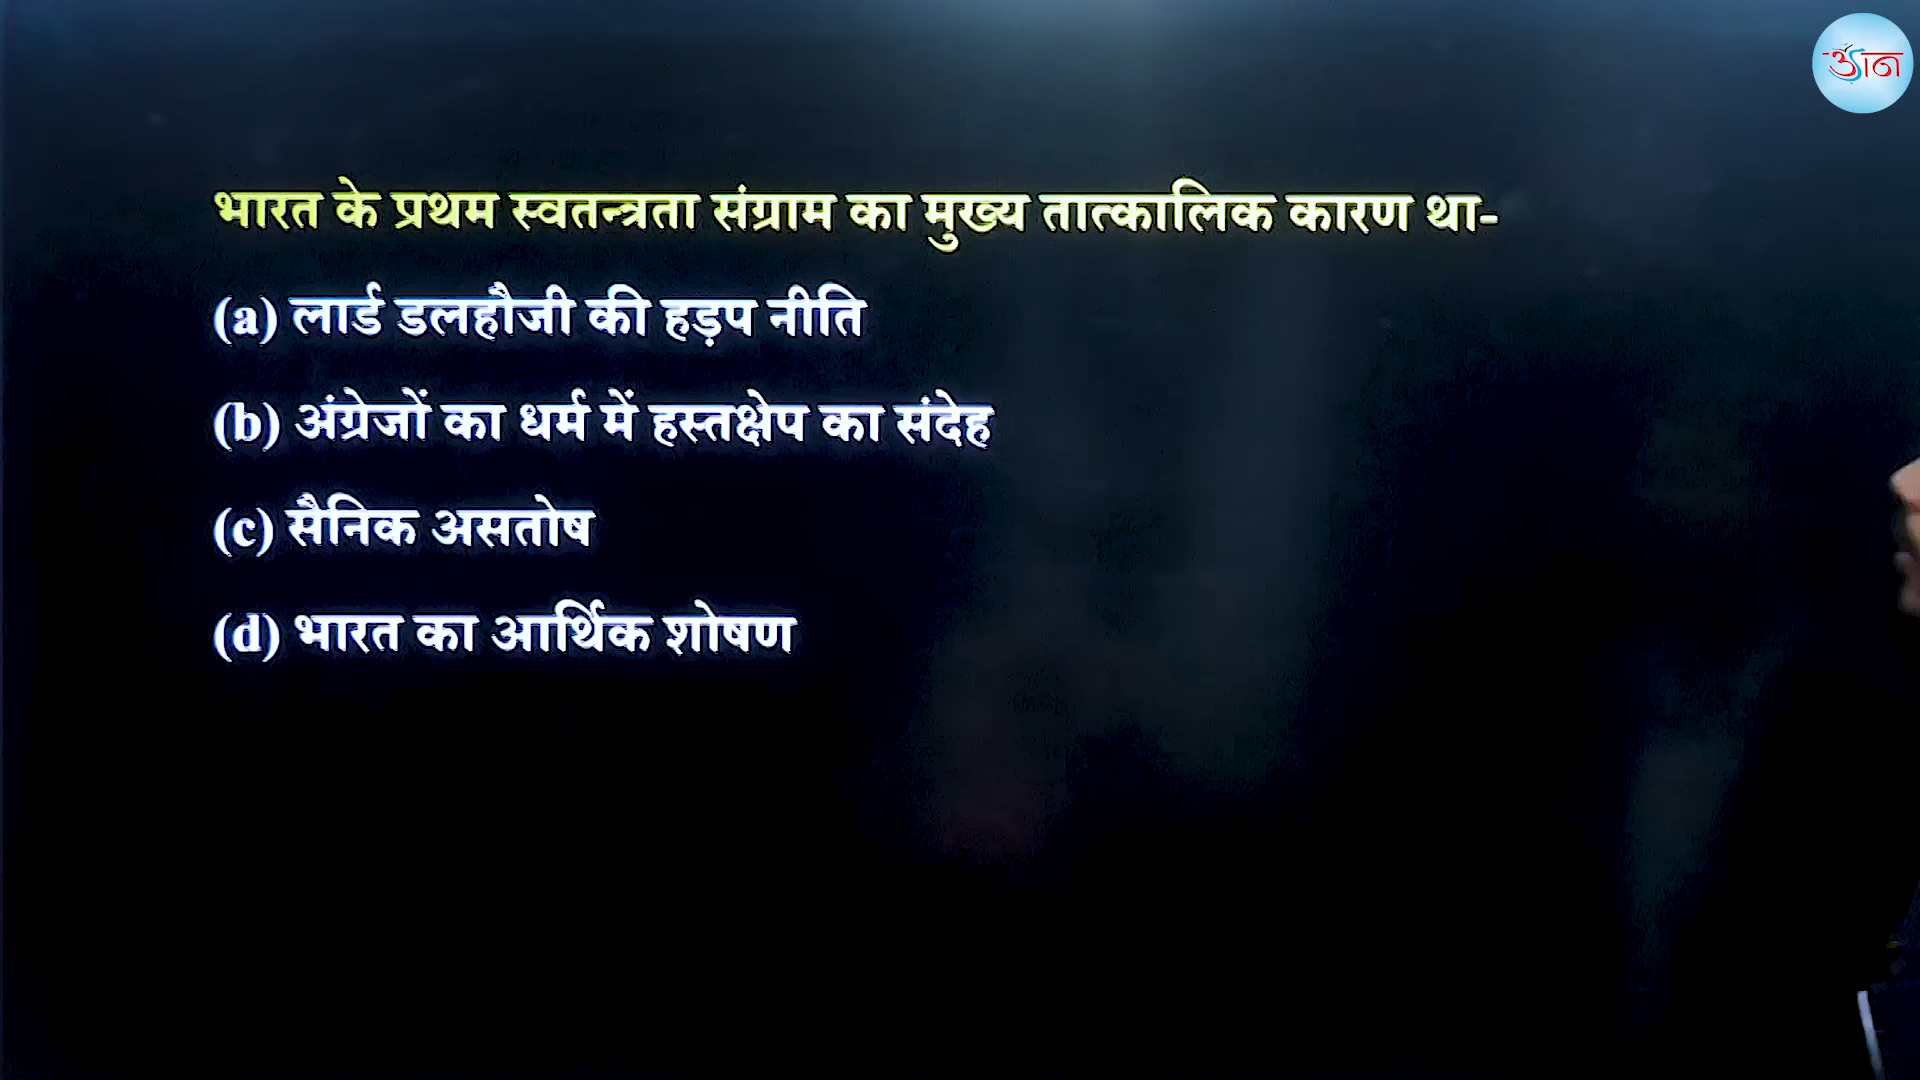 भारत के प्रथम स्वतन्त्रता संग्राम का मुख्य तात्कालिक कारण था-
(a) लार्ड डलहौजी की हड़प नीति
(b) अंग्रेजों का धर्म में हस्तक्षेप का संदेह
(c) सैनिक असतोष
(d) भारत का आर्थिक शोषण